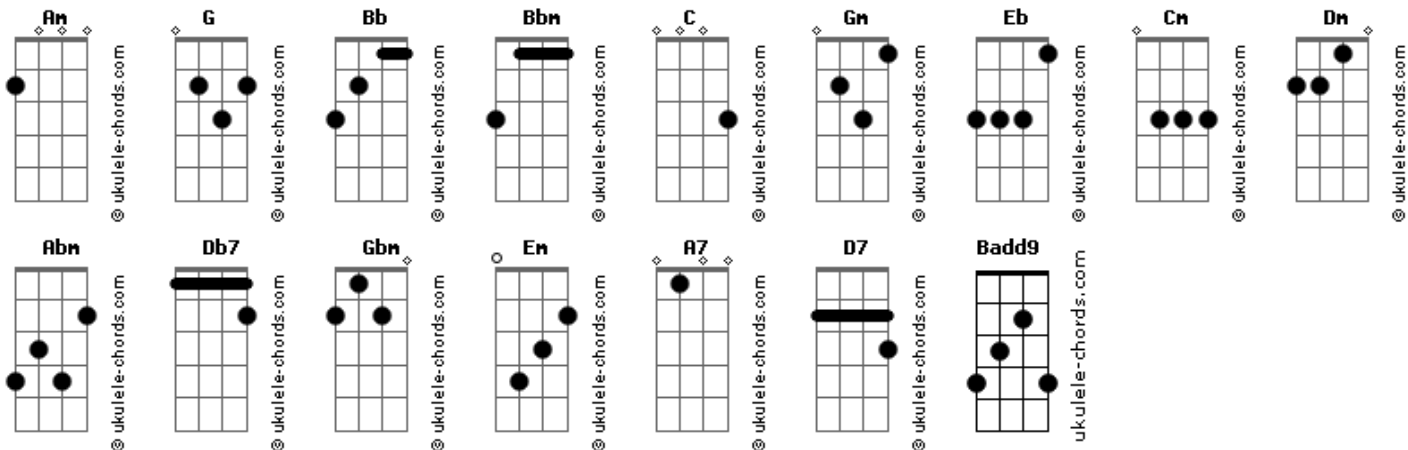 Am G Bb Bbm C Gm Eb Cm Dm
© ukulele-chords.com © ukulele-chords.com © ukulele-chords.com © ukulele-chords.com © ukulele-chords.com © ukulele-chords.com © ukulele-chords.com © ukulele-chords.com © ukulele-chords.com
Abm Db7 Gbm Em A7 D7 Badd9
© ukulele-chords.com © ukulele-chords.com © ukulele-chords.com © ukulele-chords.com © ukulele-chords.com © ukulele-chords.com ukulele-chords.com